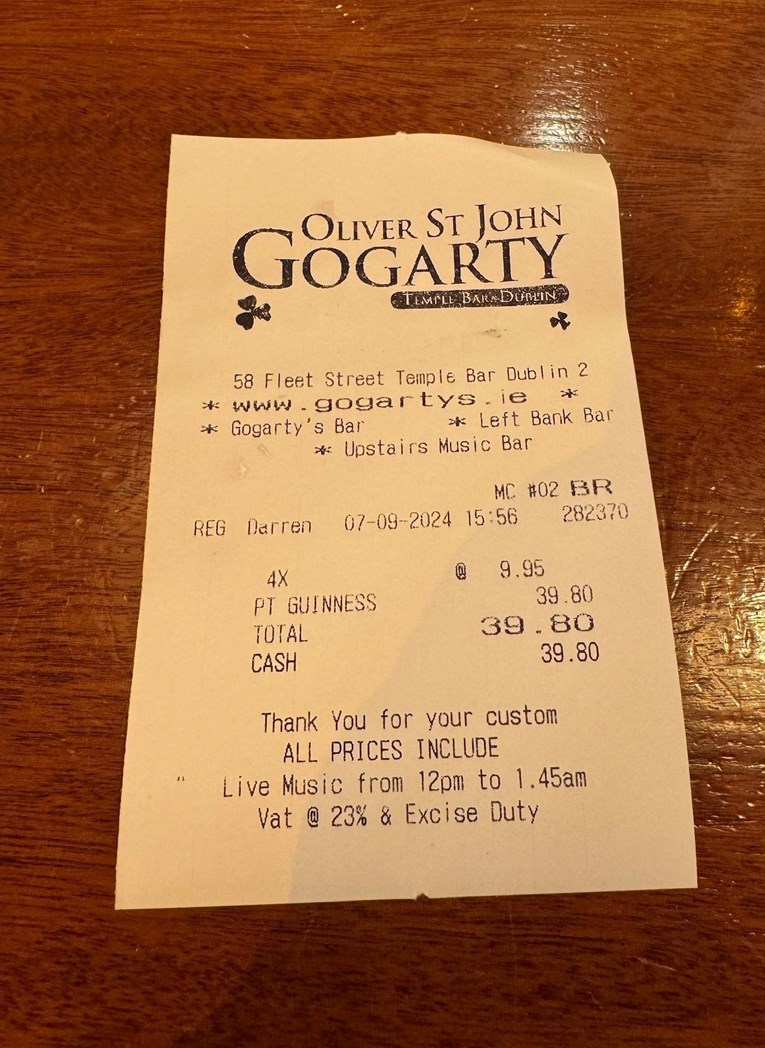 OLIVER ST JOHN
GOGARTY
TEMPLE BAR DUBLIN
58 Fleet Street Temple Bar Dublin 2
* www.gogartys.ie *
* Gogarty's Bar * Left Bank Bar
* Upstairs Music Bar
MC #02 BR
REG Darren 07-09-2024 15:56 282370
4X @ 9.95
PT GUINNESS 39.80
TOTAL 39.80
CASH 39.80
Thank You for your custom
ALL PRICES INCLUDE
" Live Music from 12pm to 1.45am
Vat @ 23% & Excise Duty